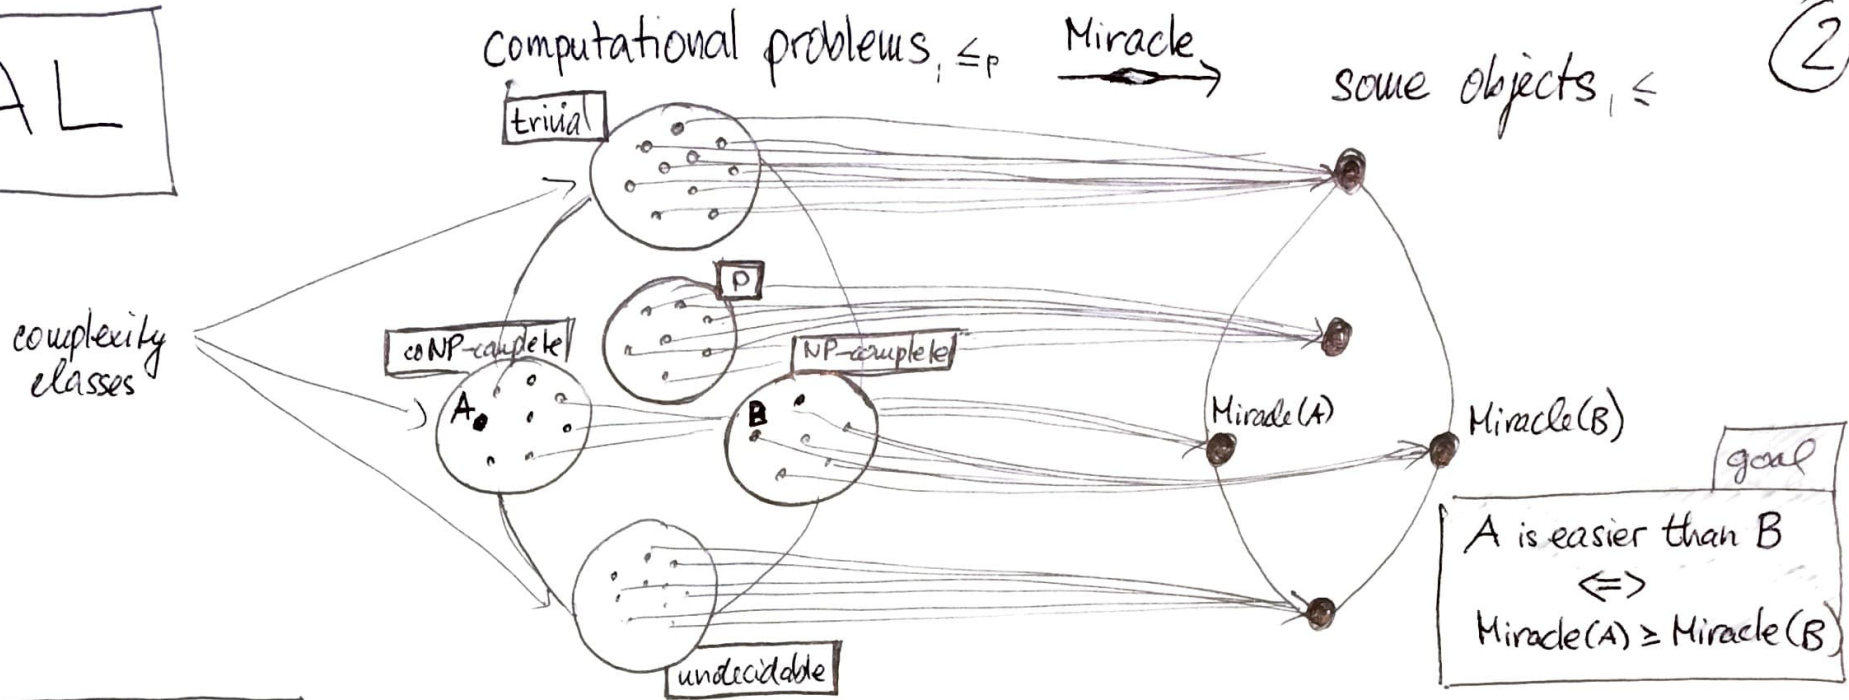 AL
computational problems, ≤p
Miracle
some objects, ≤
2
trivial
P
coNP-complete
NP-complete
complexity
classes
A
B
Miracle(A)
Miracle(B)
goal
A is easier than B
<=>
Miracle(A) ≥ Miracle(B)
undecidable